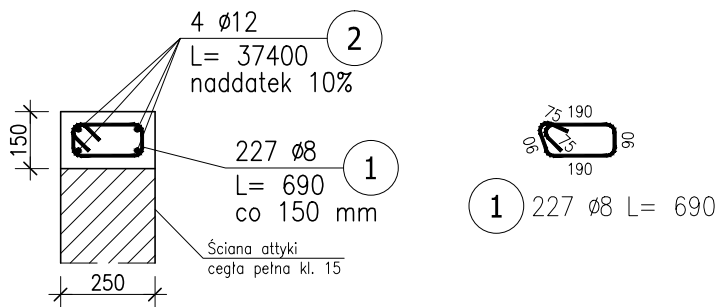 4 ø12
2
L= 37400
naddatek 10%
150
227 ø8
1
L= 690
co 150 mm
Ściana attyki
cegła pełna kl. 15
250
75
190
90
75
90
190
1
227 ø8 L= 690